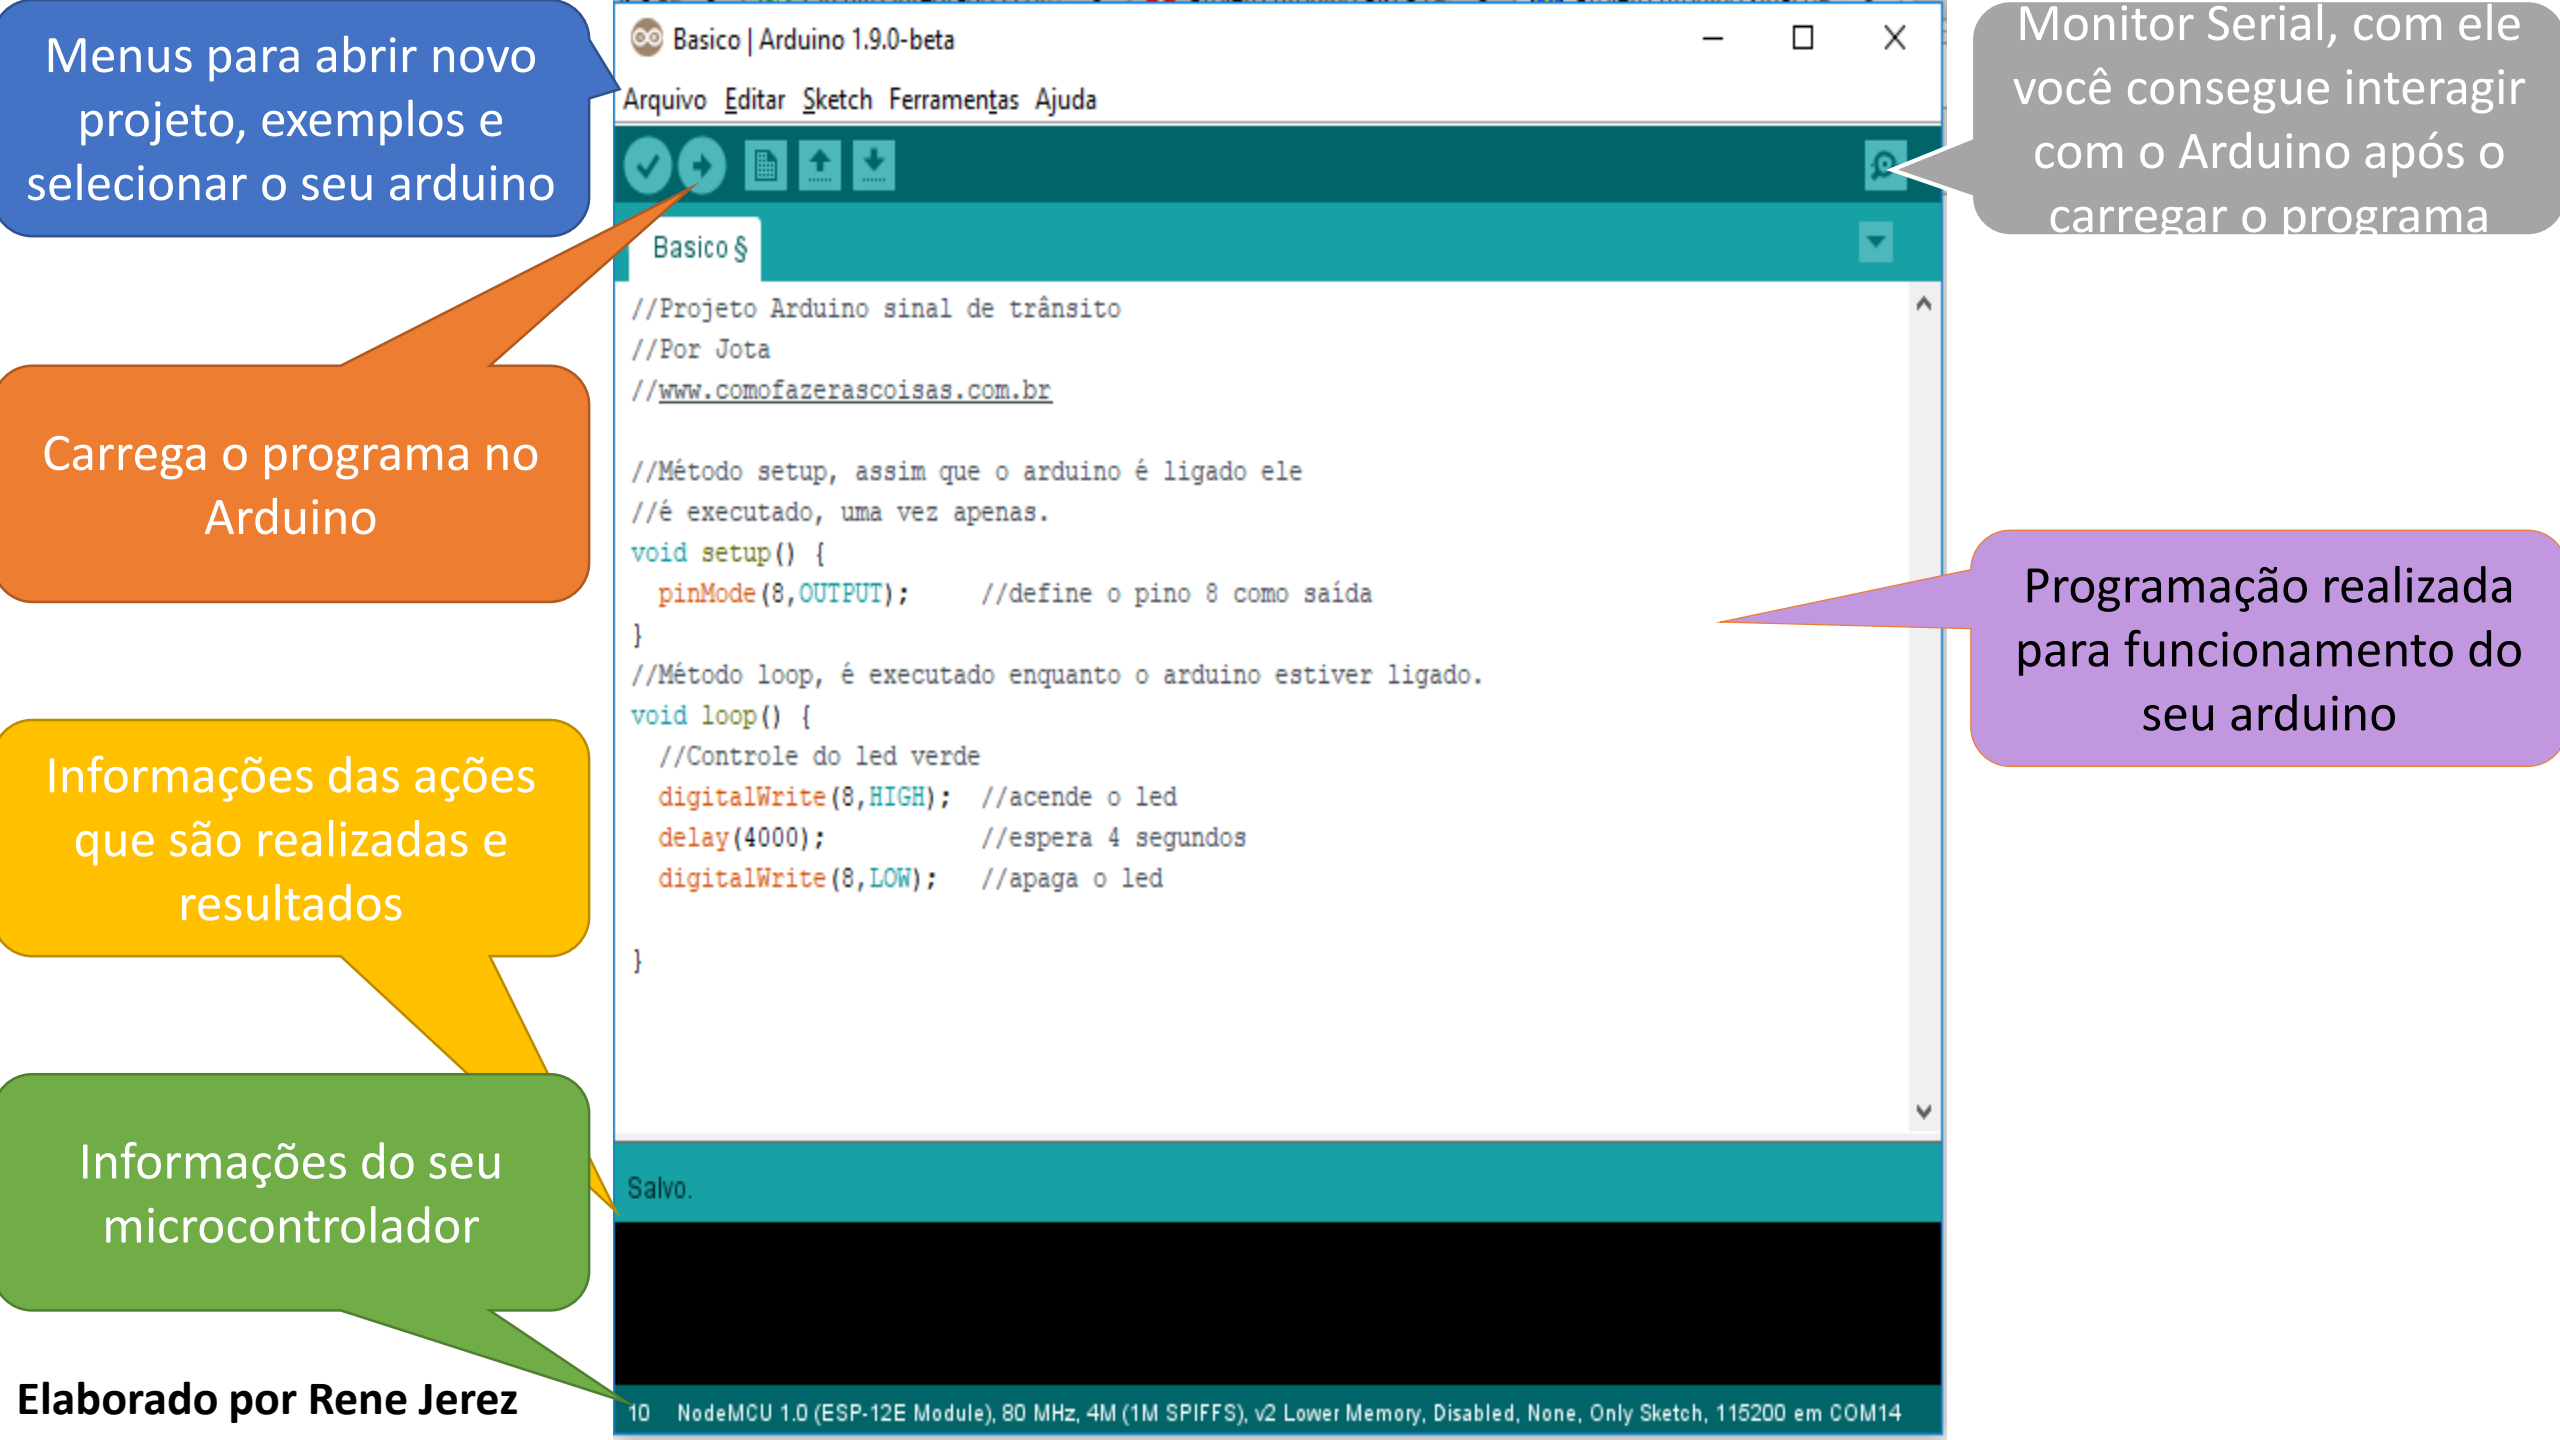 Menus para abrir novo
projeto, exemplos e
selecionar o seu arduino
Carrega o programa no
Arduino
Informações das ações
que são realizadas e
resultados
Informações do seu
microcontrolador
Elaborado por Rene Jerez
Basico | Arduino 1.9.0-beta
Arquivo Editar Sketch Ferramentas Ajuda
Basico §
//Projeto Arduino sinal de trânsito
//Por Jota
//www.comofazerascoisas.com.br
//Método setup, assim que o arduino é ligado ele
//é executado, uma vez apenas.
void setup() {
pinMode(8,OUTPUT); //define o pino 8 como saída
}
//Método loop, é executado enquanto o arduino estiver ligado.
void loop() {
//Controle do led verde
digitalWrite(8,HIGH); //acende o led
delay(4000); //espera 4 segundos
digitalWrite(8,LOW); //apaga o led
}
Salvo.
10 NodeMCU 1.0 (ESP-12E Module), 80 MHz, 4M (1M SPIFFS), v2 Lower Memory, Disabled, None, Only Sketch, 115200 em COM14
Monitor Serial, com ele
você consegue interagir
com o Arduino após o
carregar o programa
Programação realizada
para funcionamento do
seu arduino